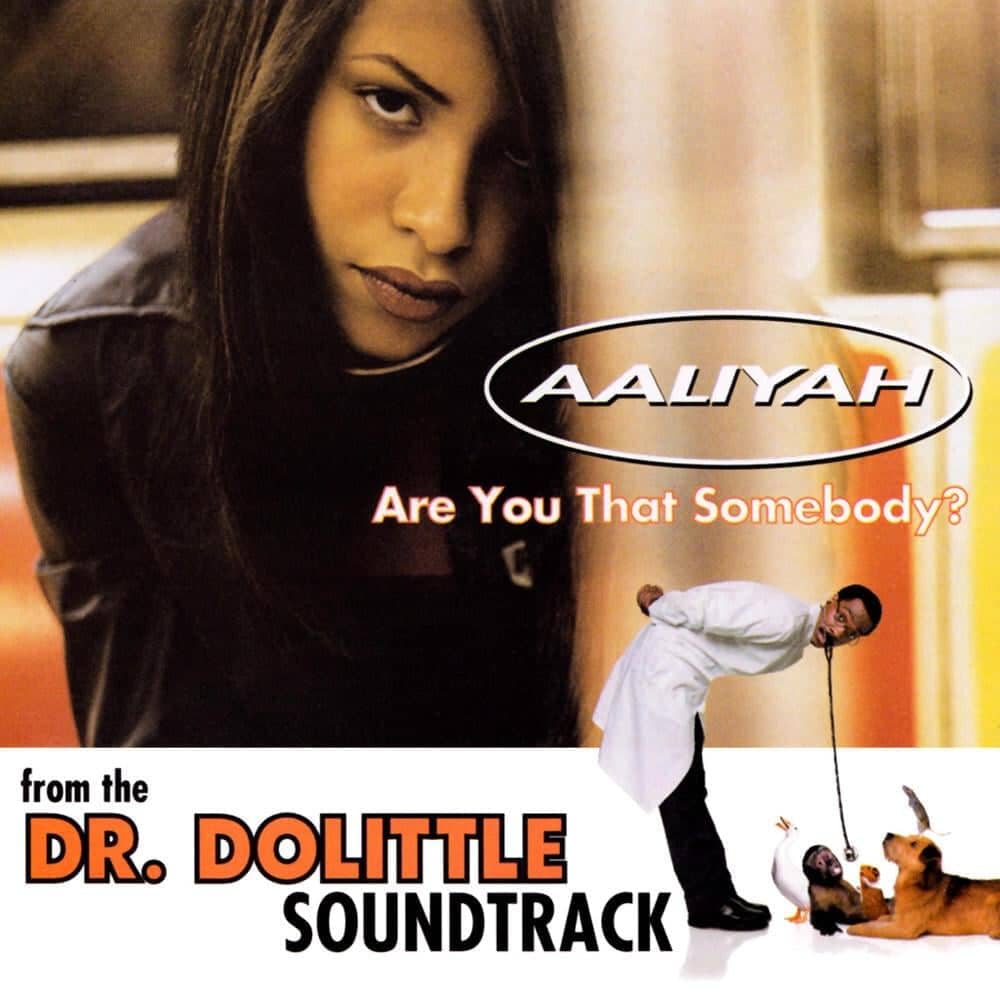 AALIYAH
Are You That Somebody?
from the
DR. DOLITTLE
SOUNDTRACK